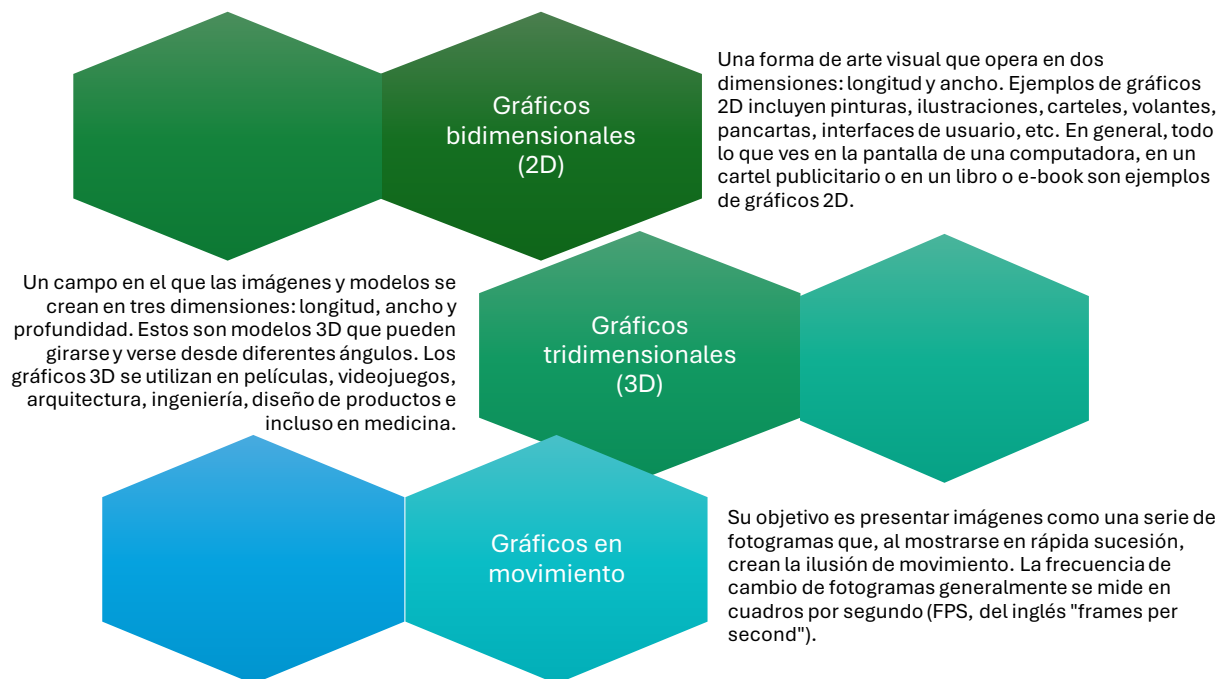 Gráficos
bidimensionales
(2D)
Una forma de arte visual que opera en dos
dimensiones: longitud y ancho. Ejemplos de gráficos
2D incluyen pinturas, ilustraciones, carteles, volantes,
pancartas, interfaces de usuario, etc. En general, todo
lo que ves en la pantalla de una computadora, en un
cartel publicitario o en un libro o e-book son ejemplos
de gráficos 2D.
Un campo en el que las imágenes y modelos se
crean en tres dimensiones: longitud, ancho y
profundidad. Estos son modelos 3D que pueden
girarse y verse desde diferentes ángulos. Los
gráficos 3D se utilizan en películas, videojuegos,
arquitectura, ingeniería, diseño de productos e
incluso en medicina.
Gráficos
tridimensionales
(3D)
Gráficos en
movimiento
Su objetivo es presentar imágenes como una serie de
fotogramas que, al mostrarse en rápida sucesión,
crean la ilusión de movimiento. La frecuencia de
cambio de fotogramas generalmente se mide en
cuadros por segundo (FPS, del inglés "frames per
second").